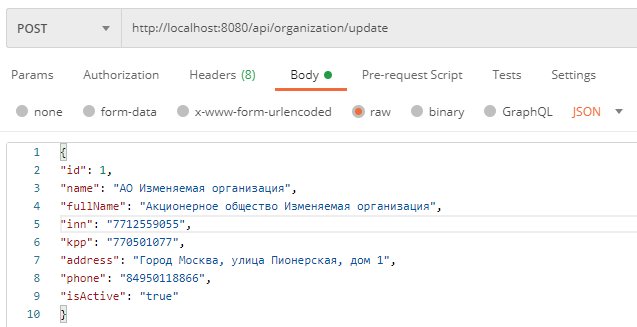 POST http://localhost:8080/api/organization/update
Params Authorization Headers (8) Body Pre-request Script Tests Settings
none form-data x-www-form-urlencoded raw binary GraphQL JSON
1 {
2 "id": 1,
3 "name": "АО Изменяемая организация",
4 "fullName": "Акционерное общество Изменяемая организация",
5 "inn": "7712559055",
6 "kpp": "770501077",
7 "address": "Город Москва, улица Пионерская, дом 1",
8 "phone": "84950118866",
9 "isActive": "true"
10 }